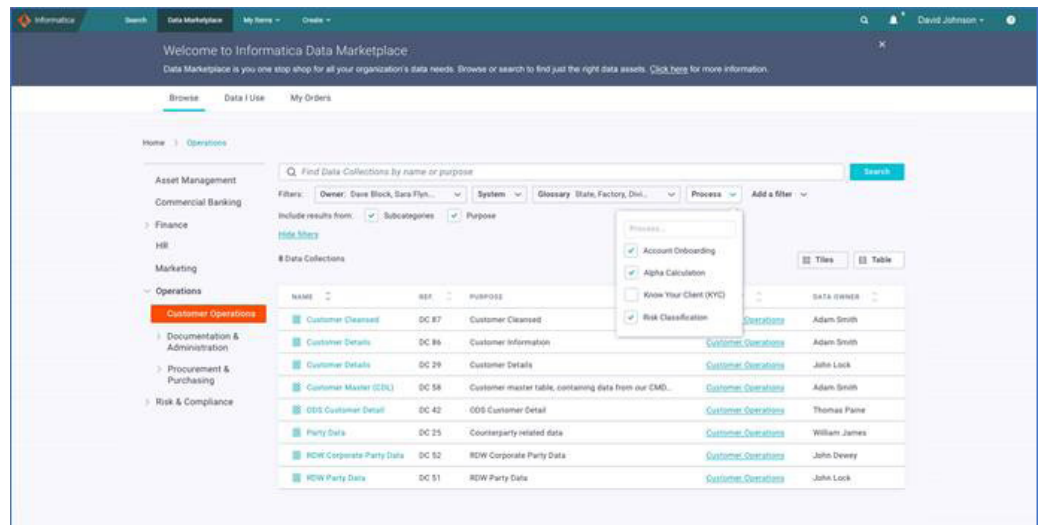 Informatica Search Data Marketplace My Items Create David Johnson
Welcome to Informatica Data Marketplace
Data Marketplace is you one stop shop for all your organization's data needs. Browse or search to find just the right data assets. Click here for more information.
Browse Data I Use My Orders
Home > Operations
Asset Management
Commercial Banking
Finance
HR
Marketing
Operations
Customer Operations
Documentation &
Administration
Procurement &
Purchasing
Risk & Compliance
Find Data Collections by name or purpose Search
Filters: Owner: Dave Block, Sara Flyn... System Glossary State, Factory, Divi... Process Add a filter
Include results from: Subcategories Purpose
Hide filters
8 Data Collections Tiles Table
Process...
Account Onboarding
Alpha Calculation
Know Your Client (KYC)
Risk Classification
NAME REF. PURPOSE DATA OWNER
Customer Cleansed DC 87 Customer Cleansed Operations Adam Smith
Customer Details DC 86 Customer Information Customer Operations Adam Smith
Customer Details DC 29 Customer Details Customer Operations John Lock
Customer Master (CDL) DC 58 Customer master table, containing data from our CMD... Customer Operations Adam Smith
ODS Customer Detail DC 42 ODS Customer Detail Customer Operations Thomas Paine
Party Data DC 25 Counterparty related data Customer Operations William James
RDW Corporate Party Data DC 52 RDW Corporate Party Data Customer Operations John Dewey
RDW Party Data DC 51 RDW Party Data Customer Operations John Lock